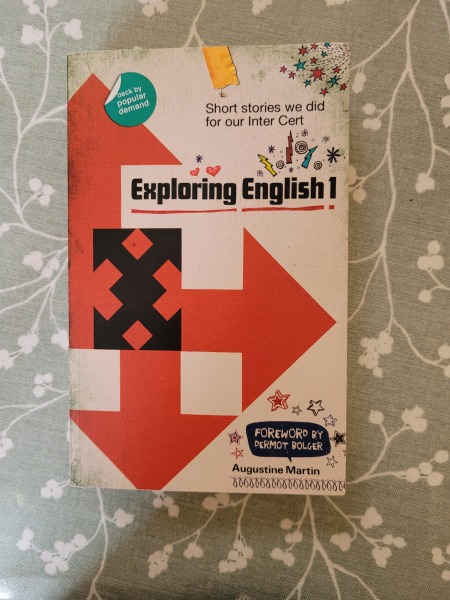 back by
popular
demand
Short stories we did
for our Inter Cert
Exploring English 1
FOREWORD BY
DERMOT BOLGER
Augustine Martin